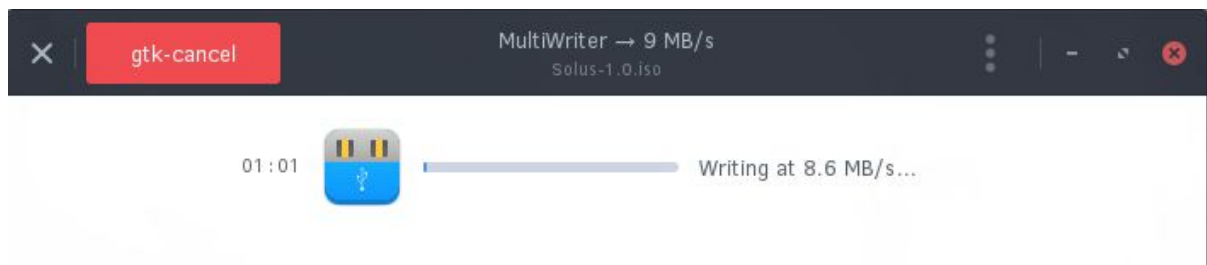 gtk-cancel
MultiWriter → 9 MB/s
Solus-1.0.iso
01:01
Writing at 8.6 MB/s...